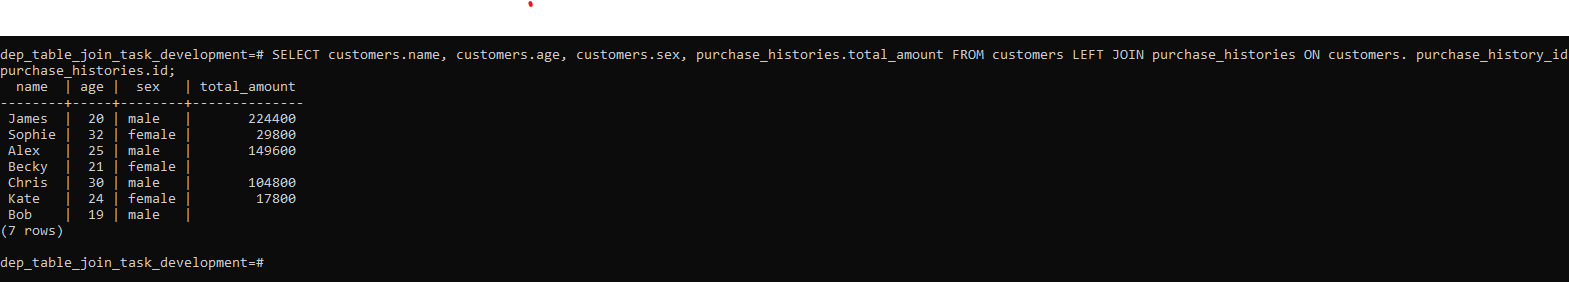 dep_table_join_task_development=# SELECT customers.name, customers.age, customers.sex, purchase_histories.total_amount FROM customers LEFT JOIN purchase_histories ON customers. purchase_history_id
purchase_histories.id;
  name  | age |  sex   | total_amount
--------+-----+--------+--------------
 James  |  20 | male   |       224400
 Sophie |  32 | female |        29800
 Alex   |  25 | male   |       149600
 Becky  |  21 | female |
 Chris  |  30 | male   |       104800
 Kate   |  24 | female |        17800
 Bob    |  19 | male   |
(7 rows)
dep_table_join_task_development=#